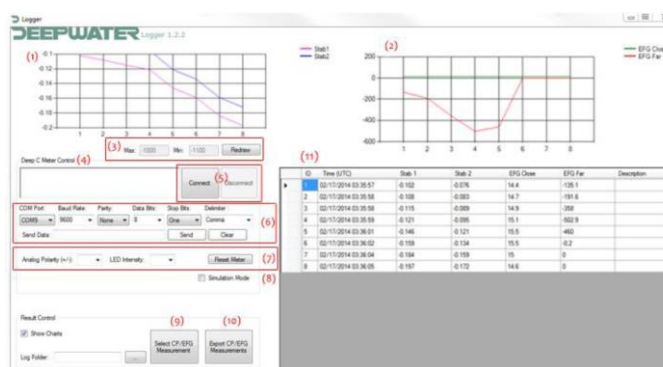 Logger
DEEPWATER Logger 1.2.2
(1)
-0.1
-0.12
-0.14
-0.16
-0.18
-0.2
1 2 3 4 5 6 7 8
Stab1
Stab2
(2)
200
0
-200
-400
-600
1 2 3 4 5 6 7 8
EFG Close
EFG Far
(3) Max: Min: -1100 Redraw
Deep C Meter Control (4)
(5)
Connect Disconnect
COM Port: Baud Rate: Parity: Data Bits: Stop Bits: Delimiter:
COM9 9600 None 8 One Comma
(6)
Send Data: Send Clear
Analog Polarity (+/-): LED Intensity: Reset Meter
(7)
Simulation Mode
(8)
Result Control
Show Charts
Log Folder: ...
(9)
Select CP/EFG Measurement
(10)
Export CP/EFG Measurements
(11)
ID Time (UTC) Stab 1 Stab 2 EFG Close EFG Far Description
1 02/17/2014 03:35:57 -0.102 -0.076 14.4 -135.1
2 02/17/2014 03:35:58 -0.108 -0.083 14.7 -191.6
3 02/17/2014 03:35:58 -0.115 -0.089 14.9 -358
4 02/17/2014 03:35:59 -0.121 -0.095 15.1 -502.9
5 02/17/2014 03:36:01 -0.146 -0.121 15.5 -460
6 02/17/2014 03:36:02 -0.159 -0.134 15.5 -0.2
7 02/17/2014 03:36:04 -0.184 -0.159 15 0
8 02/17/2014 03:36:05 -0.197 -0.172 14.6 0